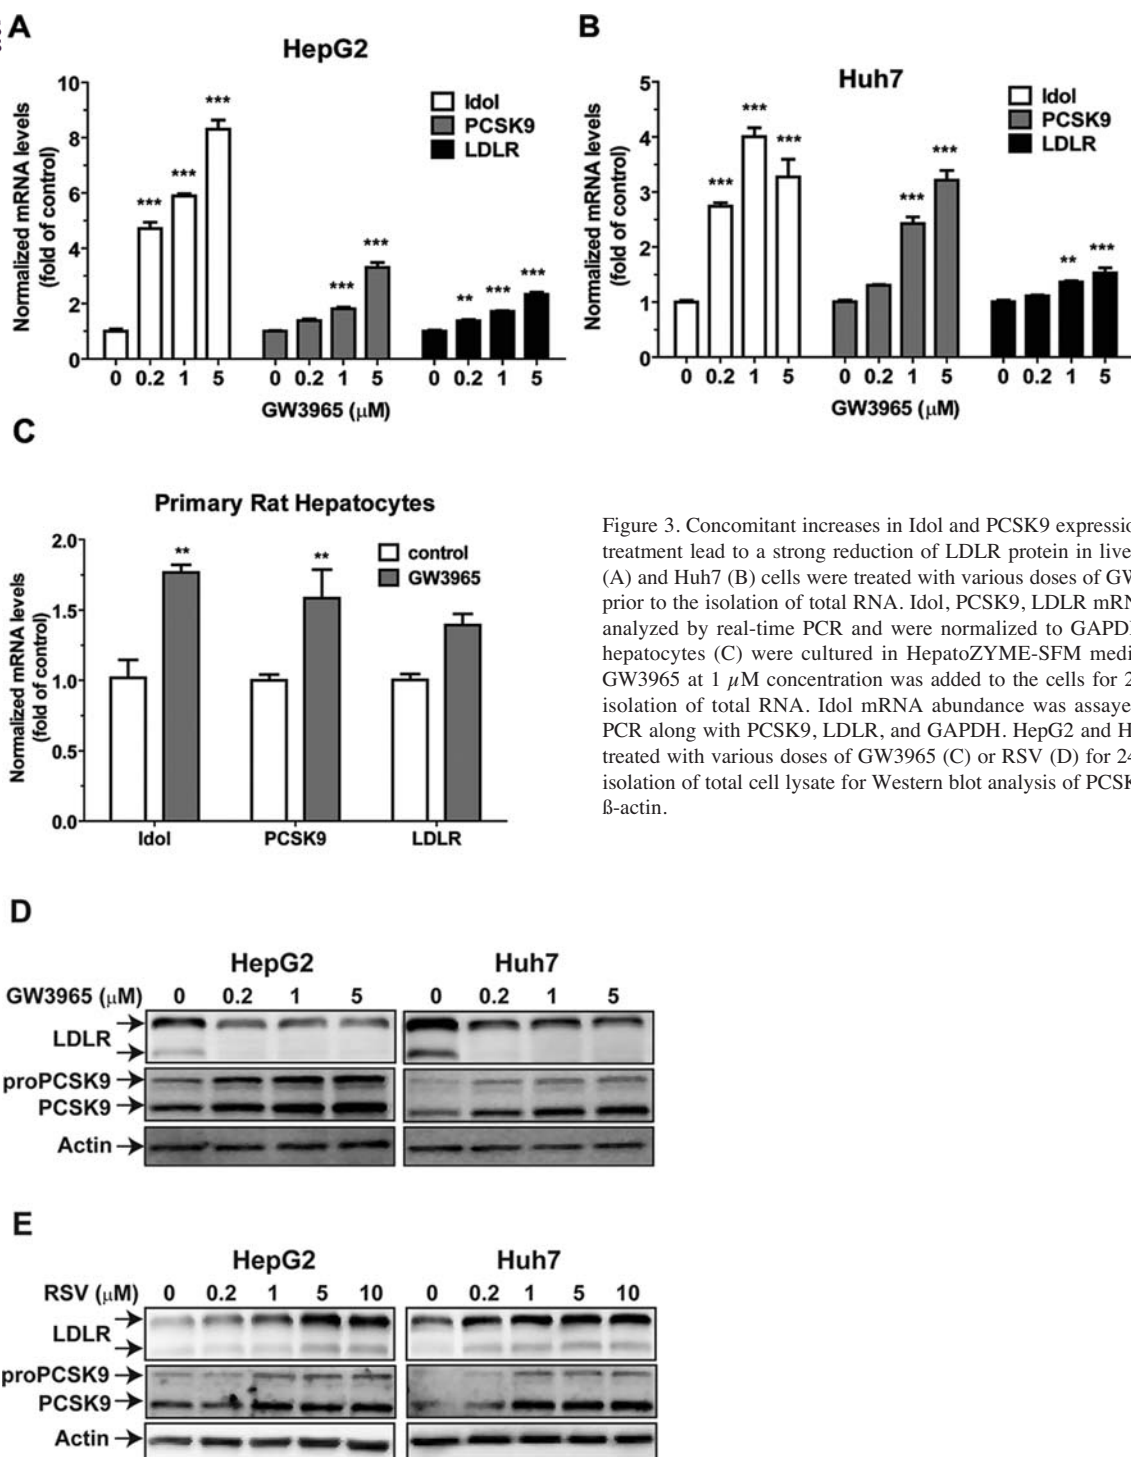 A
HepG2
Normalized mRNA levels
(fold of control)
10
8
6
4
2
0
Idol
PCSK9
LDLR
***
***
***
***
***
**
***
***
0 0.2 1 5 0 0.2 1 5 0 0.2 1 5
GW3965 (μM)
B
Huh7
Normalized mRNA levels
(fold of control)
5
4
3
2
1
0
Idol
PCSK9
LDLR
***
***
***
***
***
**
***
0 0.2 1 5 0 0.2 1 5 0 0.2 1 5
GW3965 (μM)
C
Primary Rat Hepatocytes
Normalized mRNA levels
(fold of control)
2.0
1.5
1.0
0.5
0.0
control
GW3965
**
**
Idol PCSK9 LDLR
Figure 3. Concomitant increases in Idol and PCSK9 expression
treatment lead to a strong reduction of LDLR protein in live
(A) and Huh7 (B) cells were treated with various doses of GW
prior to the isolation of total RNA. Idol, PCSK9, LDLR mRN
analyzed by real-time PCR and were normalized to GAPD
hepatocytes (C) were cultured in HepatoZYME-SFM medi
GW3965 at 1 μM concentration was added to the cells for 2
isolation of total RNA. Idol mRNA abundance was assaye
PCR along with PCSK9, LDLR, and GAPDH. HepG2 and H
treated with various doses of GW3965 (C) or RSV (D) for 24
isolation of total cell lysate for Western blot analysis of PCSK
ß-actin.
D
HepG2 Huh7
GW3965 (μM) 0 0.2 1 5 0 0.2 1 5
LDLR
proPCSK9
PCSK9
Actin
E
HepG2 Huh7
RSV (μM) 0 0.2 1 5 10 0 0.2 1 5 10
LDLR
proPCSK9
PCSK9
Actin